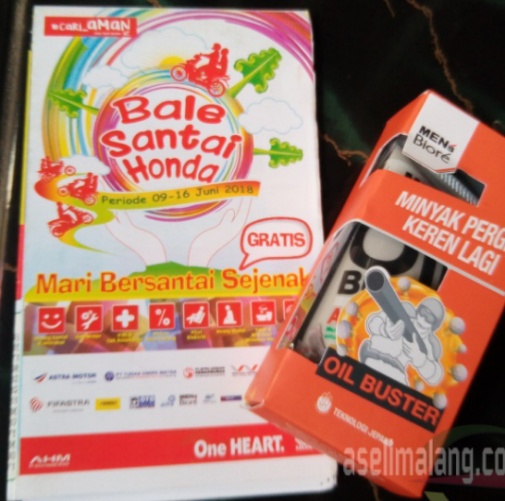 #Cari_AMAN
Bale
Santai
Honda
Periode 09-16 Juni 2018
GRATIS
Mari Bersantai Sejenak
ASTRA MOTOR
FIFASTRA
AHM
One HEART.
MEN'S
Bioré
MINYAK PERGI
KEREN LAGI
OIL BUSTER
TEKNOLOGI JEPANG
aselimalang.co